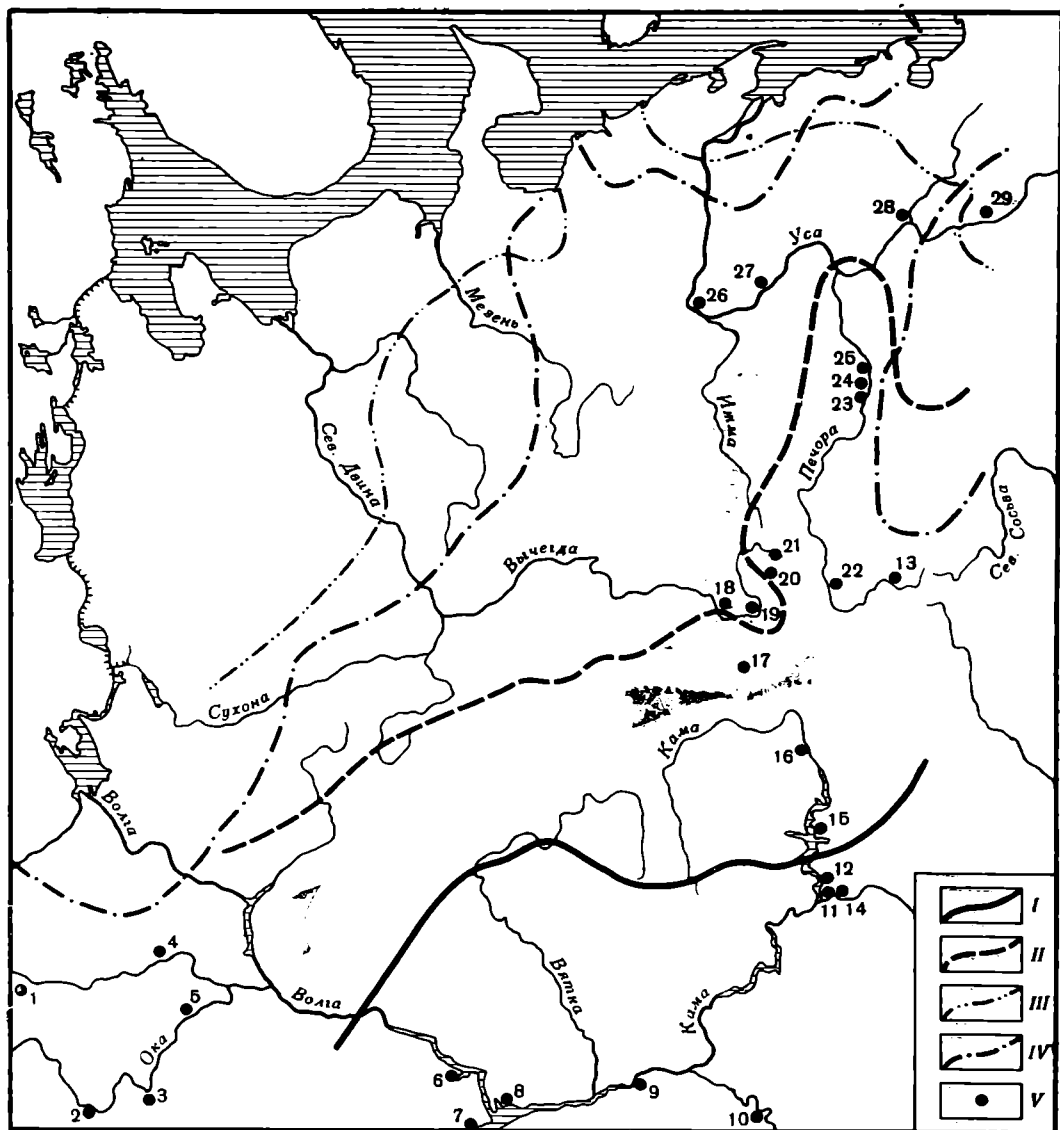 28
29
Уса
27
26
Мезень
25
24
23
Ижма
Печора
Сев. Двина
Сев. Сосьва
Вычегда
21
20
22
13
18
19
17
Сухона
Кама
16
Волга
15
12
11
14
4
1
5
Ока
Волга
Вятка
Кама
6
8
9
3
2
7
10
I
II
III
IV
V